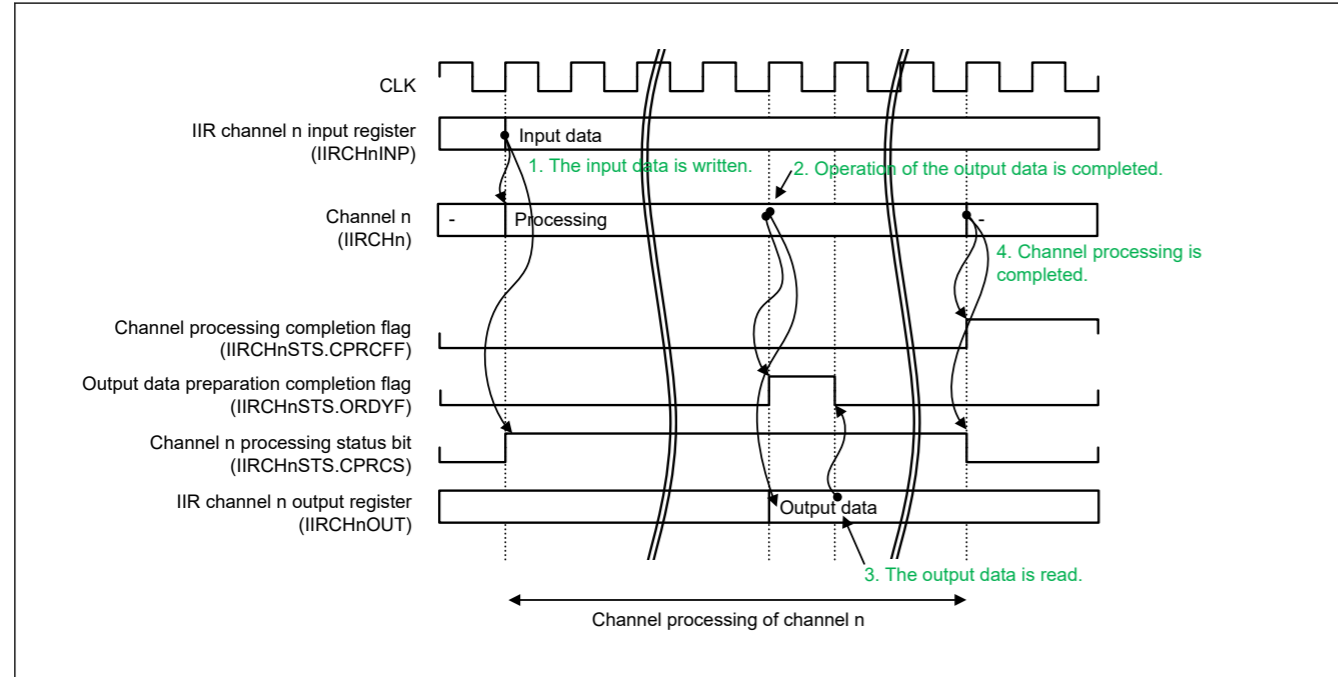 CLK
IIR channel n input register
(IIRCHnINP)
Input data
1. The input data is written.
2. Operation of the output data is completed.
Channel n
(IIRCHn)
-
Processing
-
4. Channel processing is
completed.
Channel processing completion flag
(IIRCHnSTS.CPRCFF)
Output data preparation completion flag
(IIRCHnSTS.ORDYF)
Channel n processing status bit
(IIRCHnSTS.CPRCS)
IIR channel n output register
(IIRCHnOUT)
Output data
3. The output data is read.
Channel processing of channel n